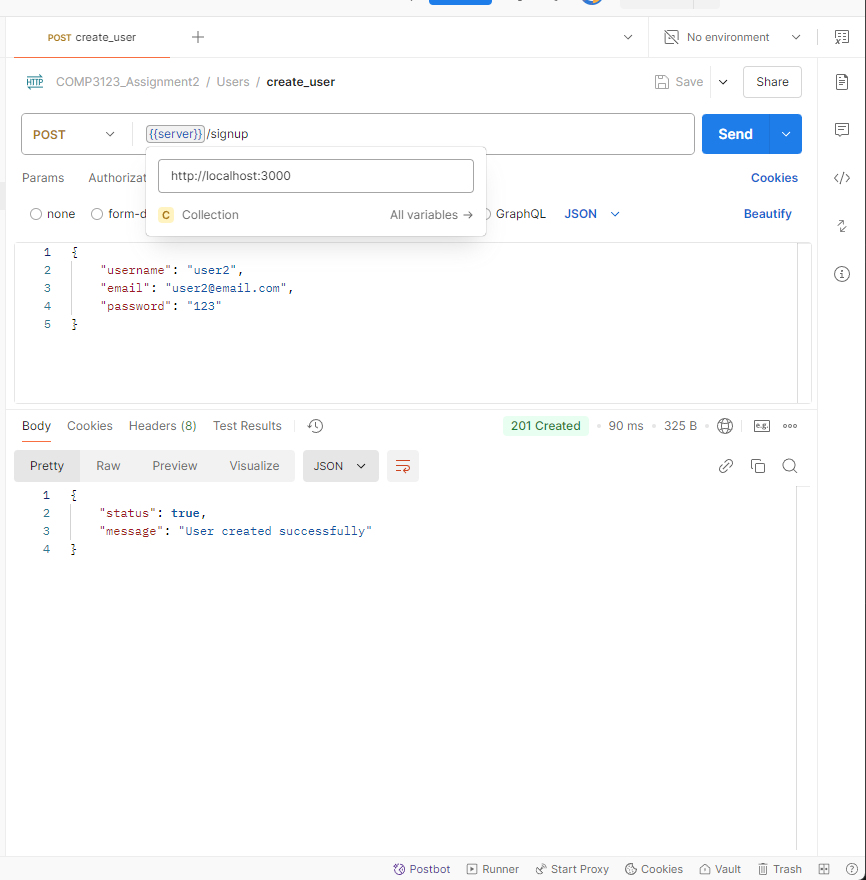 POST create_user
No environment
HTTP COMP3123_Assignment2 / Users / create_user
Save
Share
POST
{{server}}/signup
Send
http://localhost:3000
C Collection
All variables →
Params
Authorizat
Cookies
none
form-d
GraphQL
JSON
Beautify
1 {
2 "username": "user2",
3 "email": "user2@email.com",
4 "password": "123"
5 }
Body Cookies Headers (8) Test Results
201 Created • 90 ms • 325 B •
e.g.
Pretty Raw Preview Visualize
JSON
1 {
2 "status": true,
3 "message": "User created successfully"
4 }
Postbot Runner Start Proxy Cookies Vault Trash